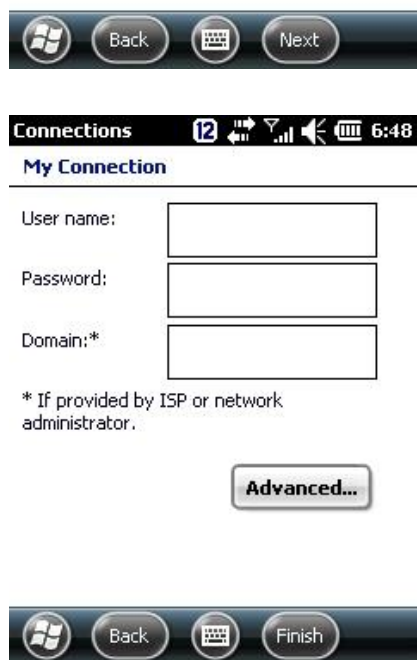 Back Next
Connections 12 6:48
My Connection
User name:
Password:
Domain:*
* If provided by ISP or network
administrator.
Advanced...
Back Finish